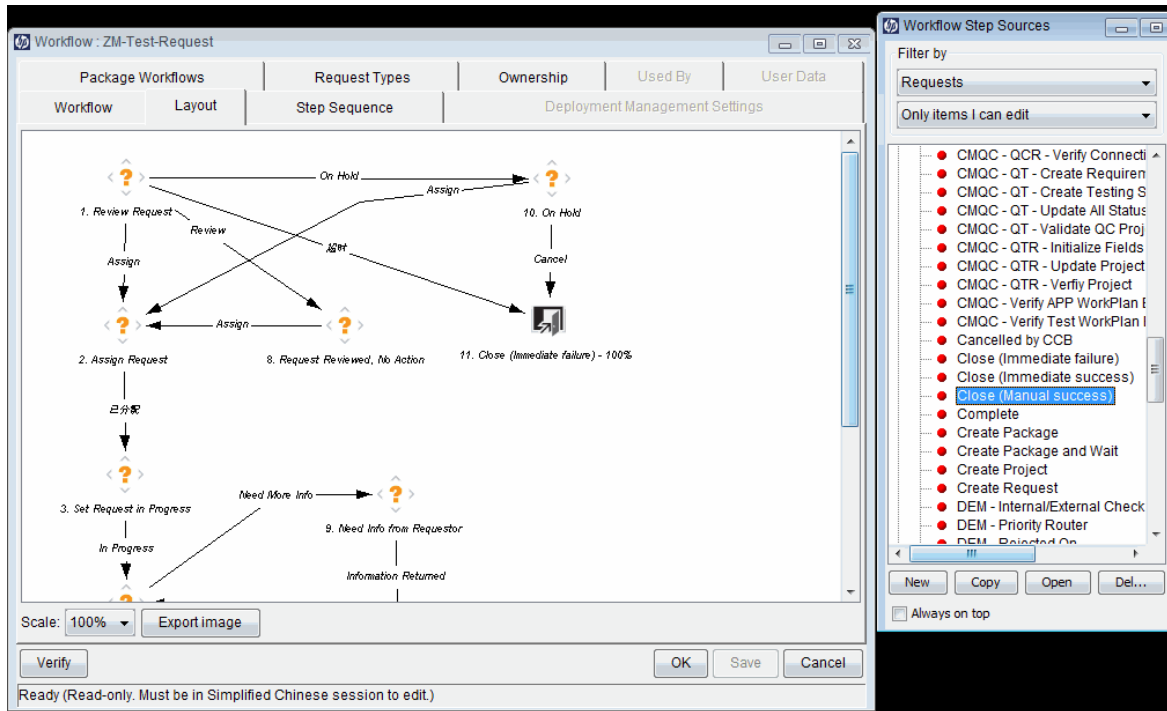 Workflow : ZM-Test-Request
Package Workflows
Request Types
Ownership
Used By
User Data
Workflow
Layout
Step Sequence
Deployment Management Settings
On Hold
Assign
1. Review Request
10. On Hold
Review
超时
Assign
Cancel
Assign
2. Assign Request
8. Request Reviewed, No Action
11. Close (Immediate failure) - 100%
已分配
3. Set Request in Progress
Need More Info
9. Need Info from Requestor
In Progress
Information Returned
Scale:
100%
Export image
Verify
OK
Save
Cancel
Ready (Read-only. Must be in Simplified Chinese session to edit.)
Workflow Step Sources
Filter by
Requests
Only items I can edit
CMQC - QCR - Verify Connecti
CMQC - QT - Create Requirem
CMQC - QT - Create Testing S
CMQC - QT - Update All Status
CMQC - QT - Validate QC Proj
CMQC - QTR - Initialize Fields
CMQC - QTR - Update Project
CMQC - QTR - Verfiy Project
CMQC - Verify APP WorkPlan E
CMQC - Verify Test WorkPlan I
Cancelled by CCB
Close (Immediate failure)
Close (Immediate success)
Close (Manual success)
Complete
Create Package
Create Package and Wait
Create Project
Create Request
DEM - Internal/External Check
DEM - Priority Router
DEM - Rejected On
New
Copy
Open
Del...
Always on top